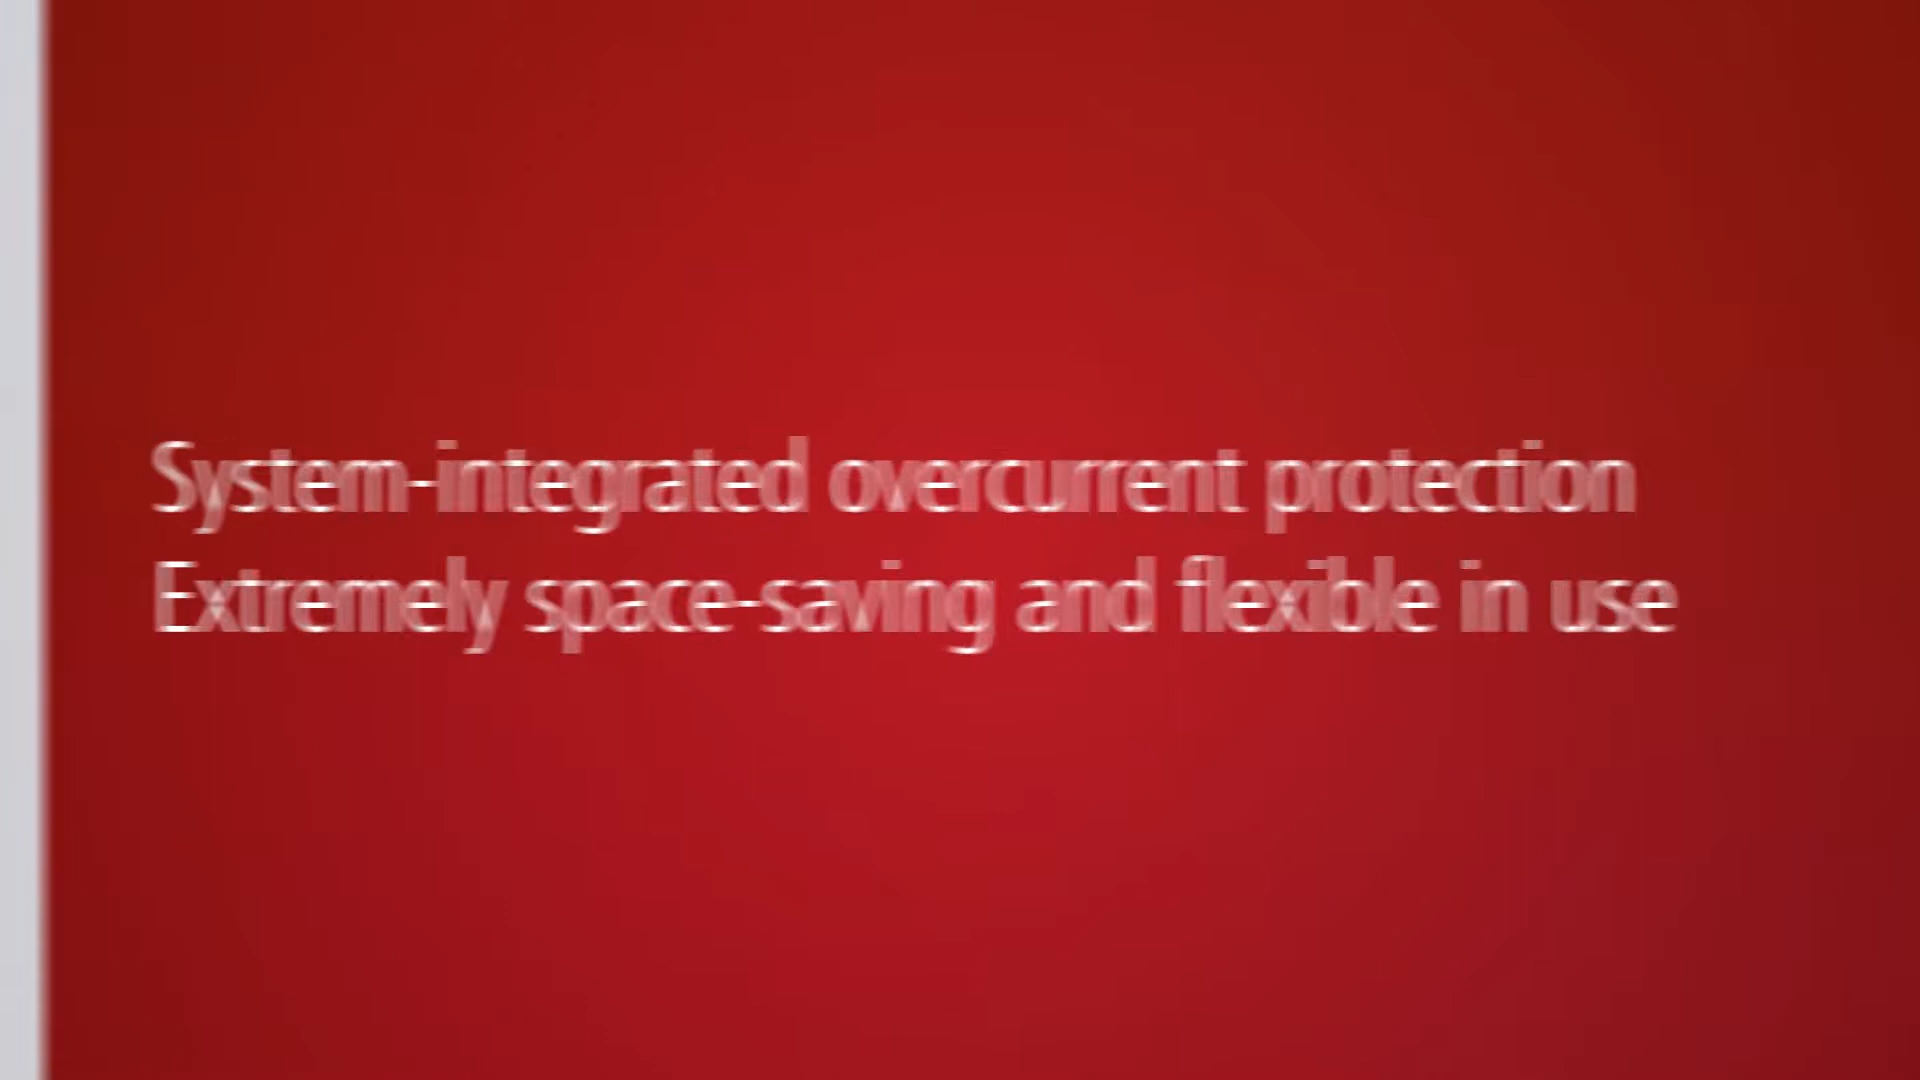 System-integrated overcurrent protection
Extremely space-saving and flexible in use